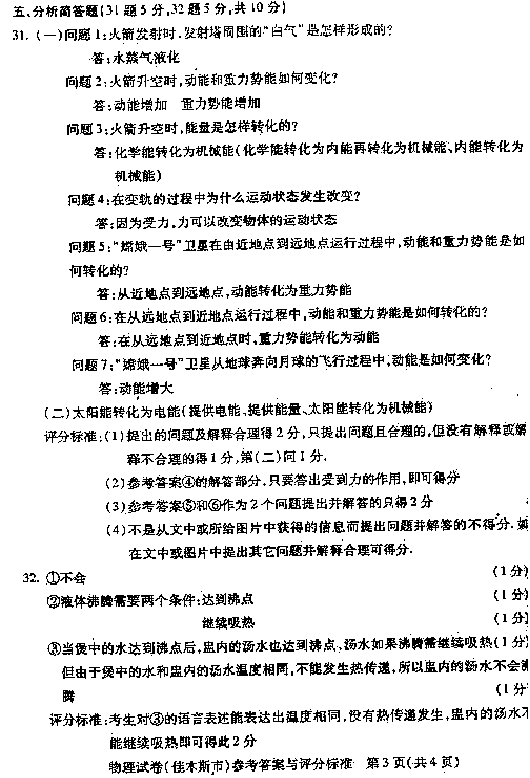 五、分析简答题(31题5分,32题5分,共10分)
31. (一)问题1:火箭发射时,发射塔周围的“白气”是怎样形成的?
答:水蒸气液化
问题2:火箭升空时,动能和重力势能如何变化?
答:动能增加 重力势能增加
问题3:火箭升空时,能量是怎样转化的?
答:化学能转化为机械能(化学能转化为内能再转化为机械能、内能转化为
机械能)
问题4:在变轨的过程中为什么运动状态发生改变?
答:因为受力,力可以改变物体的运动状态
问题5:“嫦娥一号”卫星在由近地点到远地点运行过程中,动能和重力势能是如
何转化的?
答:从近地点到远地点,动能转化为重力势能
问题6:在从远地点到近地点运行过程中,动能和重力势能是如何转化的?
答:在从远地点到近地点时,重力势能转化为动能
问题7:“嫦娥一号”卫星从地球奔向月球的飞行过程中,动能是如何变化?
答:动能增大
(二)太阳能转化为电能(提供电能、提供能量、太阳能转化为机械能)
评分标准:(1)提出的问题及解释合理得2分,只提出问题且合理的,但没有解释或解
释不合理的得1分,第(二)问1分.
(2)参考答案④的解答部分,只要答出受到力的作用,即可得分
(3)参考答案⑤和⑥作为2个问题提出并解答的只得2分
(4)不是从文中或所给图片中获得的信息而提出问题并解答的不得分.如
在文中或图片中提出其它问题并解释合理可得分.
32. ①不会 (1分)
②液体沸腾需要两个条件:达到沸点 (1分)
继续吸热 (1分)
③当煲中的水达到沸点后,盅内的汤水也达到沸点,汤水如果沸腾需继续吸热(1分)
但由于煲中的水和盅内的汤水温度相同,不能发生热传递,所以盅内的汤水不会沸
腾 (1分
评分标准:考生对③的语言表述能表达出温度相同,没有热传递发生,盅内的汤水不
能继续吸热即可得此2分
物理试卷(佳木斯市)参考答案与评分标准 第3页(共4页)